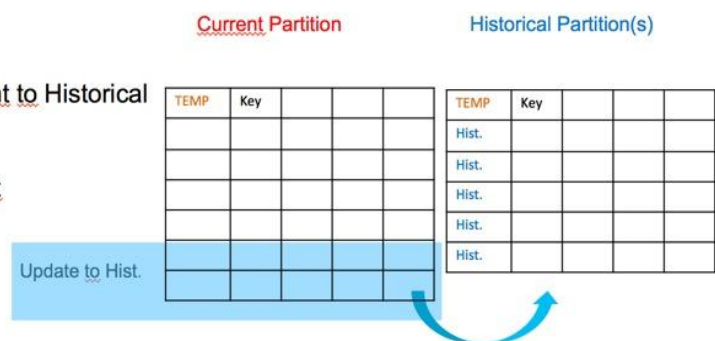 Current Partition
Historical Partition(s)
to Historical
TEMP Key
TEMP Key
Hist.
Hist.
Hist.
Hist.
Hist.
Update to Hist.